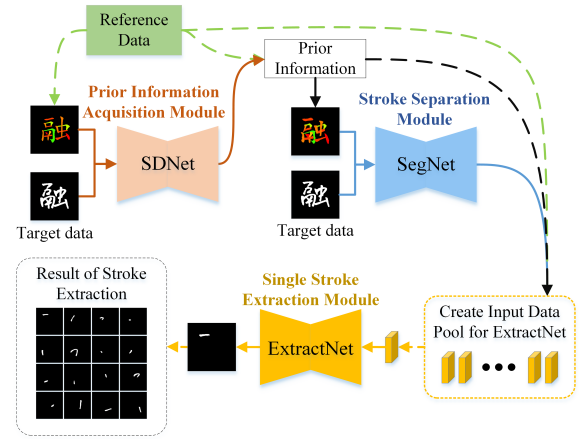 Reference
Data
Prior
Information
Prior Information
Acquisition Module
融
SDNet
融
Target data
融
Stroke Separation
Module
SegNet
融
Target data
Result of Stroke
Extraction
Single Stroke
Extraction Module
ExtractNet
Create Input Data
Pool for ExtractNet